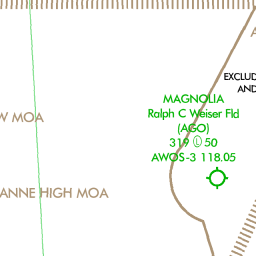 EXCLUD
AND
MAGNOLIA
Ralph C Weiser Fld
(AGO)
319 L 50
AWOS-3 118.05
W MOA
ANNE HIGH MOA